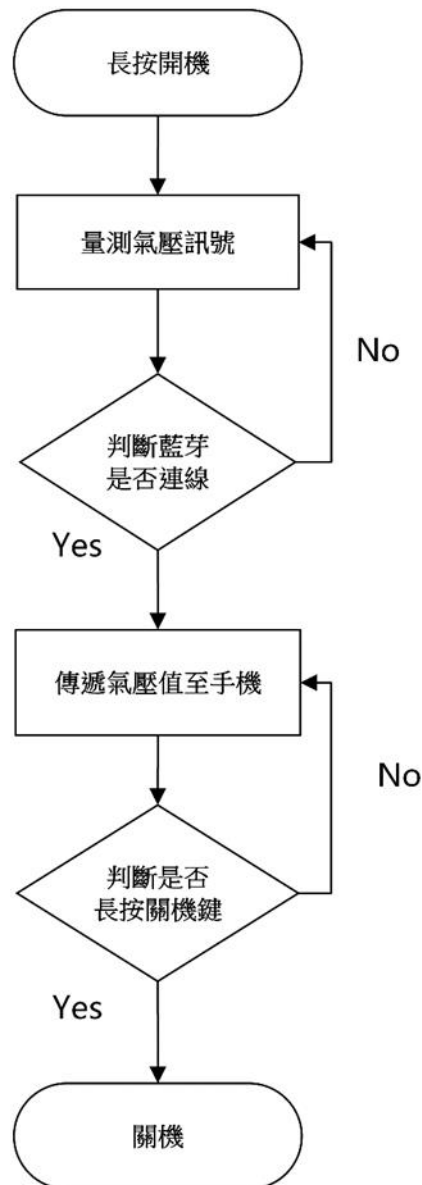 長按開機
量測氣壓訊號
No
判斷藍芽
是否連線
Yes
傳遞氣壓值至手機
No
判斷是否
長按關機鍵
Yes
關機